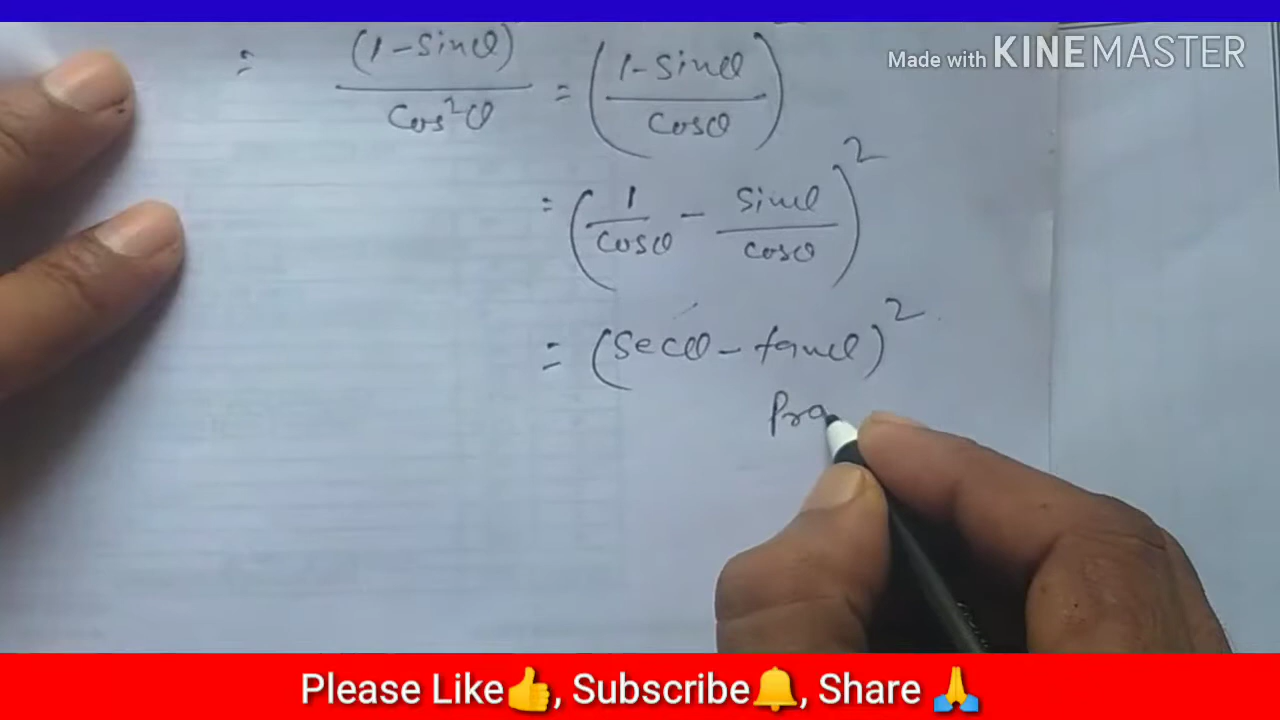 Made with KINEMASTER
= (1-sinθ)² / cos²θ = ((1-sinθ)/cosθ)
= (1/cosθ - sinθ/cosθ)²
= (secθ - tanθ)²
Pro
Please Like👍, Subscribe🔔, Share 🙏